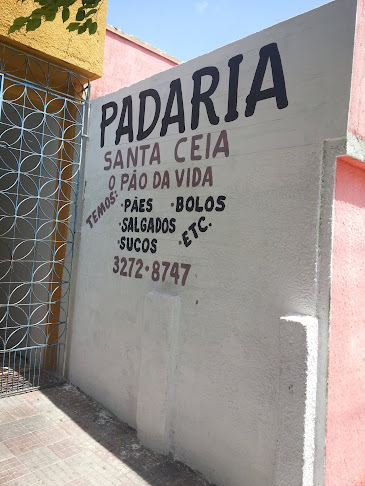 PADARIA
SANTA CEIA
O PÃO DA VIDA
TEMOS:
·PÃES ·BOLOS
·SALGADOS
·SUCOS ·ETC.
3272-8747